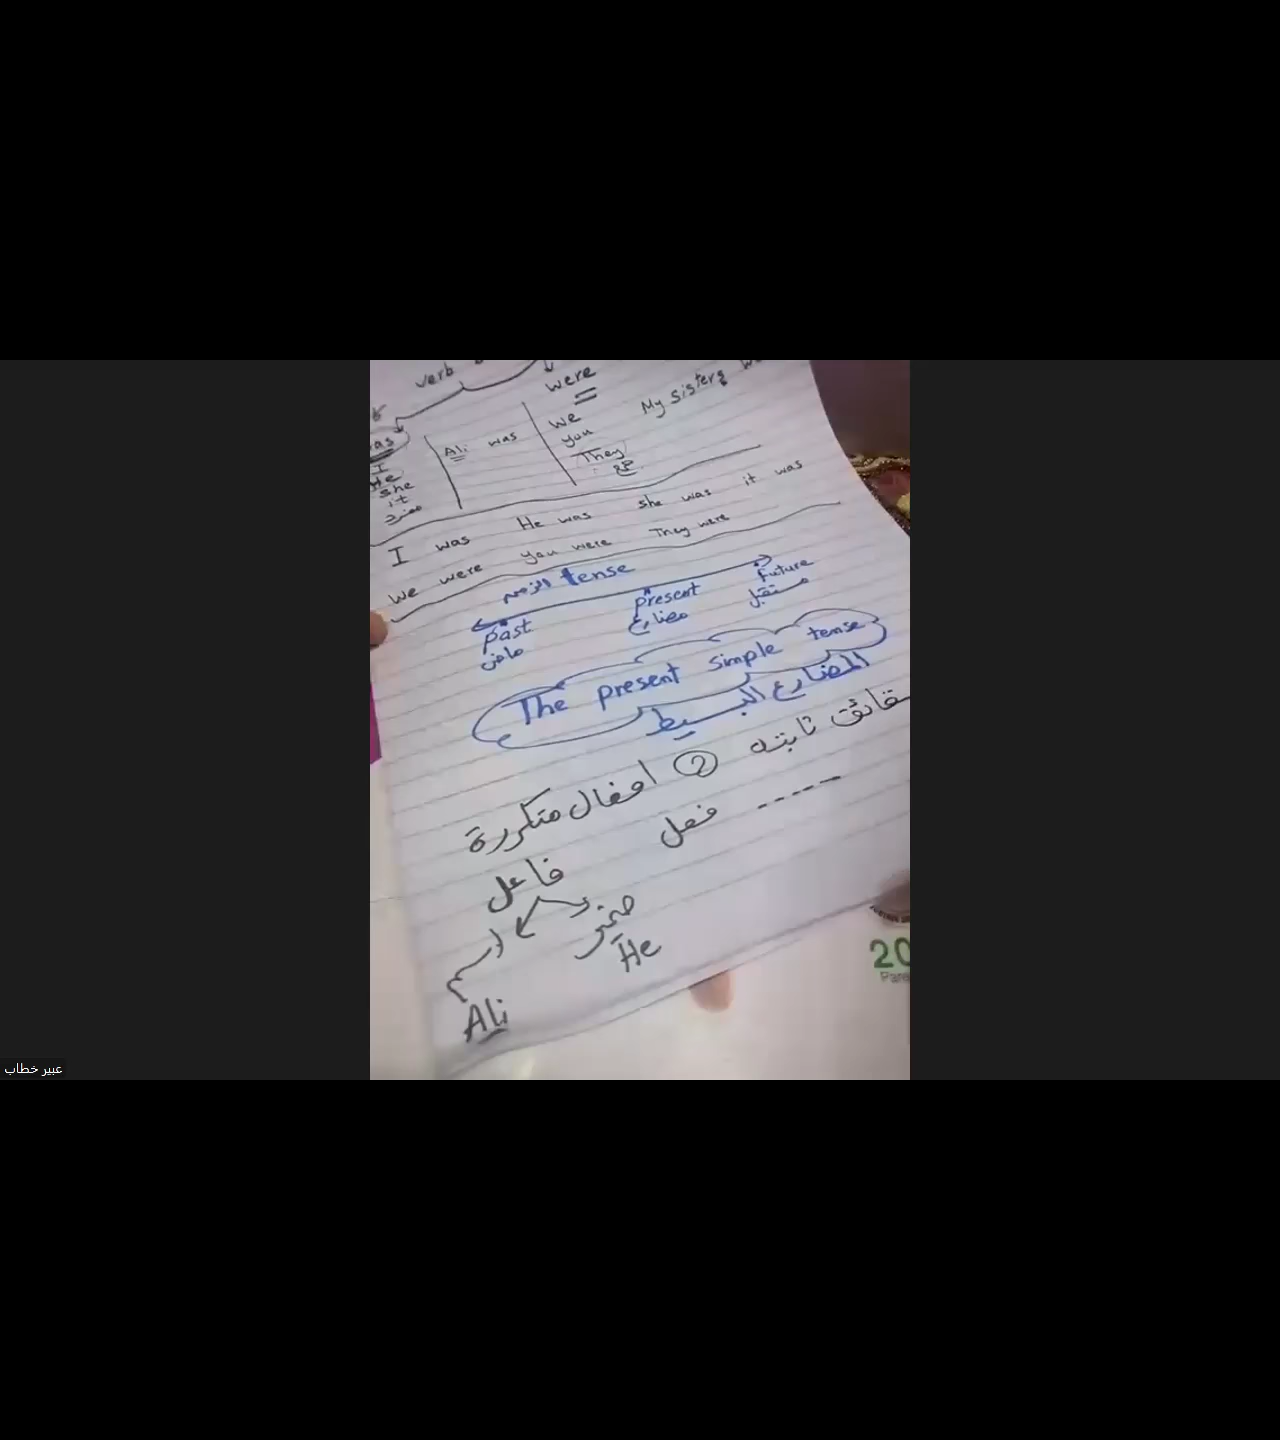 verb
were
was
I
He
she
it
مفرد
Ali was
we
you
They
My sisters
I was He was she was it was
we were you were They were
الزمن tense
past present future
ماضي مضارع مستقبل
The present simple tense
المضارع البسيط
حقائق ثابته ② افعال متكررة
فاعل فعل -----
اسم ضمير
Ali He
20
عبير خطاب